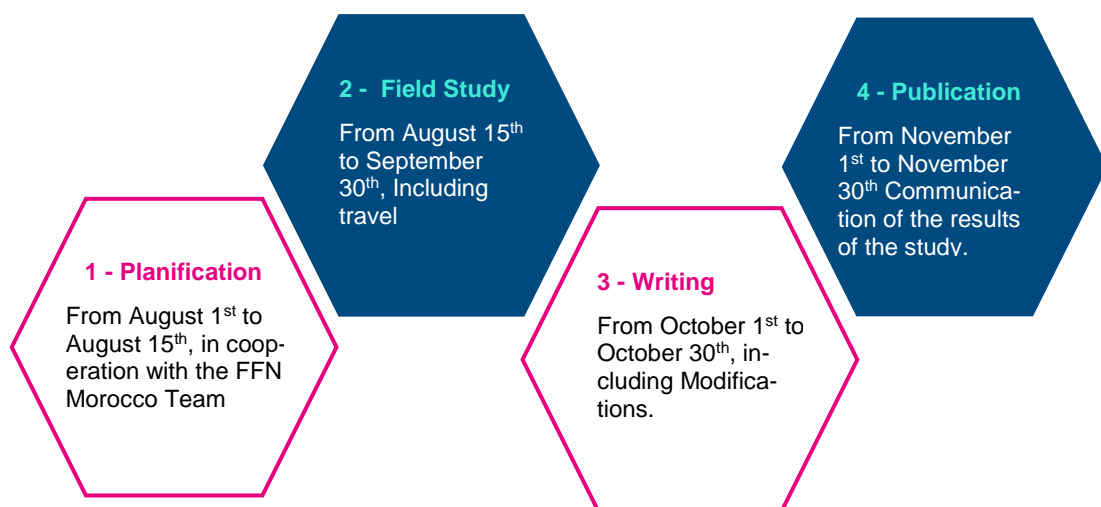 1 - Planification
From August 1st to
August 15th, in coop-
eration with the FFN
Morocco Team
2 - Field Study
From August 15th
to September
30th, Including
travel
3 - Writing
From October 1st to
October 30th, in-
cluding Modifica-
tions.
4 - Publication
From November
1st to November
30th Communica-
tion of the results
of the study.